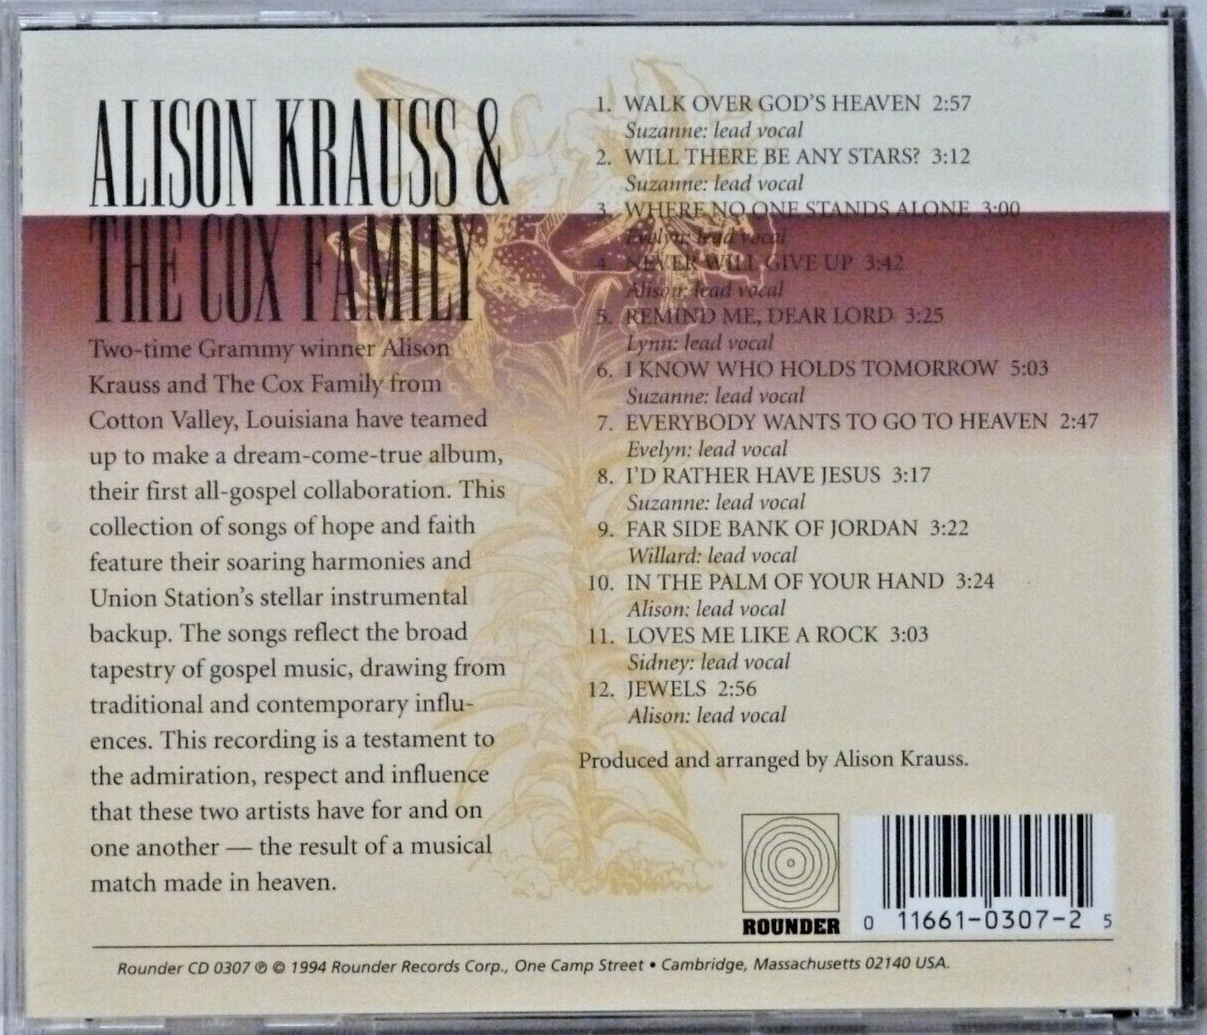 ALISON KRAUSS &
THE COX FAMILY
Two-time Grammy winner Alison
Krauss and The Cox Family from
Cotton Valley, Louisiana have teamed
up to make a dream-come-true album,
their first all-gospel collaboration. This
collection of songs of hope and faith
feature their soaring harmonies and
Union Station's stellar instrumental
backup. The songs reflect the broad
tapestry of gospel music, drawing from
traditional and contemporary influ-
ences. This recording is a testament to
the admiration, respect and influence
that these two artists have for and on
one another — the result of a musical
match made in heaven.
1. WALK OVER GOD'S HEAVEN 2:57
Suzanne: lead vocal
2. WILL THERE BE ANY STARS? 3:12
Suzanne: lead vocal
3. WHERE NO ONE STANDS ALONE 3:00
Evelyn: lead vocal
4. NEVER WILL GIVE UP 3:42
Alison: lead vocal
5. REMIND ME, DEAR LORD 3:25
Lynn: lead vocal
6. I KNOW WHO HOLDS TOMORROW 5:03
Suzanne: lead vocal
7. EVERYBODY WANTS TO GO TO HEAVEN 2:47
Evelyn: lead vocal
8. I'D RATHER HAVE JESUS 3:17
Suzanne: lead vocal
9. FAR SIDE BANK OF JORDAN 3:22
Willard: lead vocal
10. IN THE PALM OF YOUR HAND 3:24
Alison: lead vocal
11. LOVES ME LIKE A ROCK 3:03
Sidney: lead vocal
12. JEWELS 2:56
Alison: lead vocal
Produced and arranged by Alison Krauss.
ROUNDER
0 11661-0307-2 5
Rounder CD 0307 ℗ © 1994 Rounder Records Corp., One Camp Street • Cambridge, Massachusetts 02140 USA.